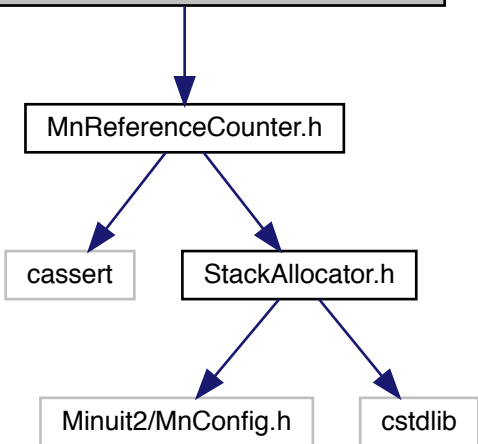 MnReferenceCounter.h
cassert
StackAllocator.h
Minuit2/MnConfig.h
cstdlib